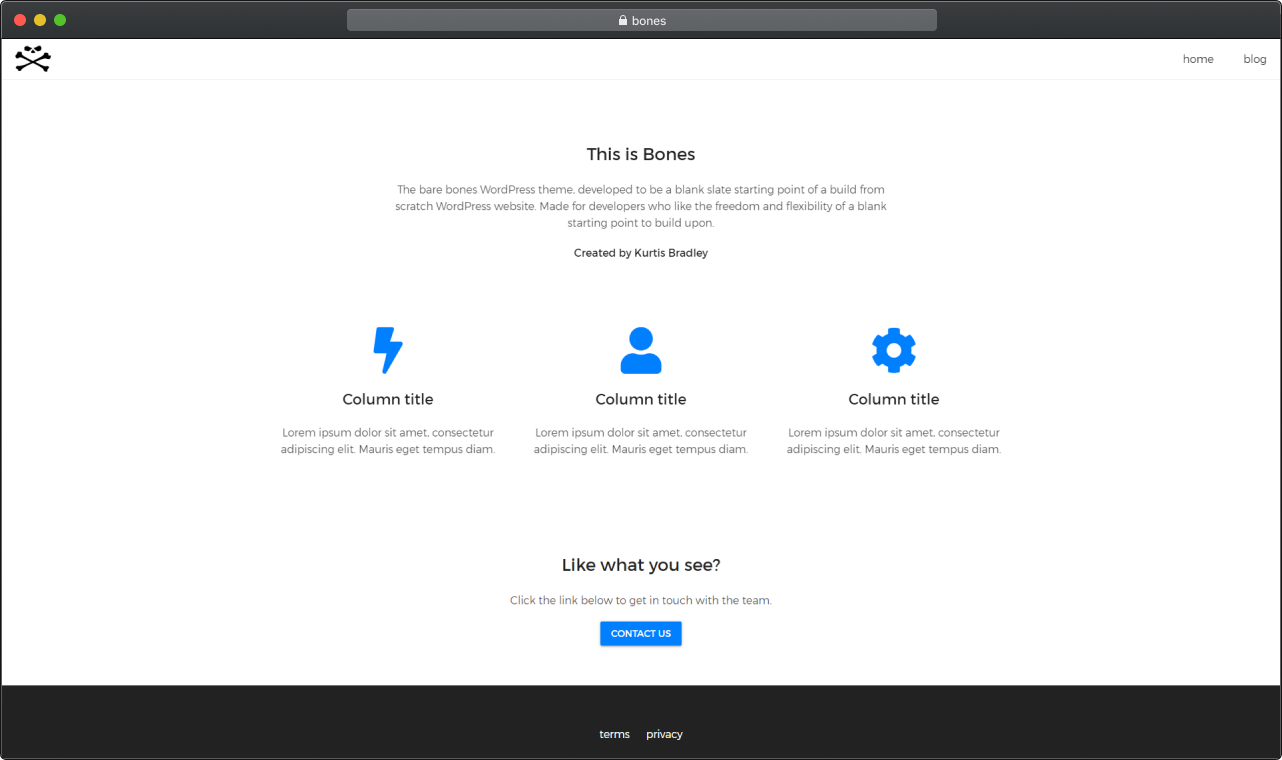 bones
home blog
This is Bones
The bare bones WordPress theme, developed to be a blank slate starting point of a build from
scratch WordPress website. Made for developers who like the freedom and flexibility of a blank
starting point to build upon.
Created by Kurtis Bradley
Column title
Lorem ipsum dolor sit amet, consectetur
adipiscing elit. Mauris eget tempus diam.
Column title
Lorem ipsum dolor sit amet, consectetur
adipiscing elit. Mauris eget tempus diam.
Column title
Lorem ipsum dolor sit amet, consectetur
adipiscing elit. Mauris eget tempus diam.
Like what you see?
Click the link below to get in touch with the team.
CONTACT US
terms privacy